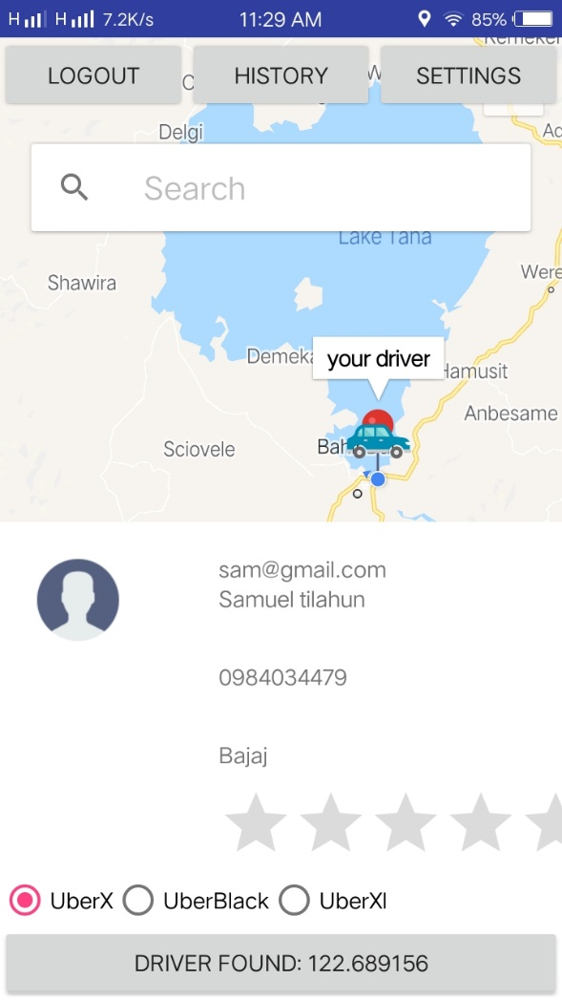 H H 7.2K/s 11:29 AM 85%
LOGOUT HISTORY SETTINGS
Delgi
Search
Lake Tana
Shawira
Were
Demeka
your driver
Hamusit
Anbesame
Sciovele
Bah
sam@gmail.com
Samuel tilahun
0984034479
Bajaj
UberX UberBlack UberXl
DRIVER FOUND: 122.689156